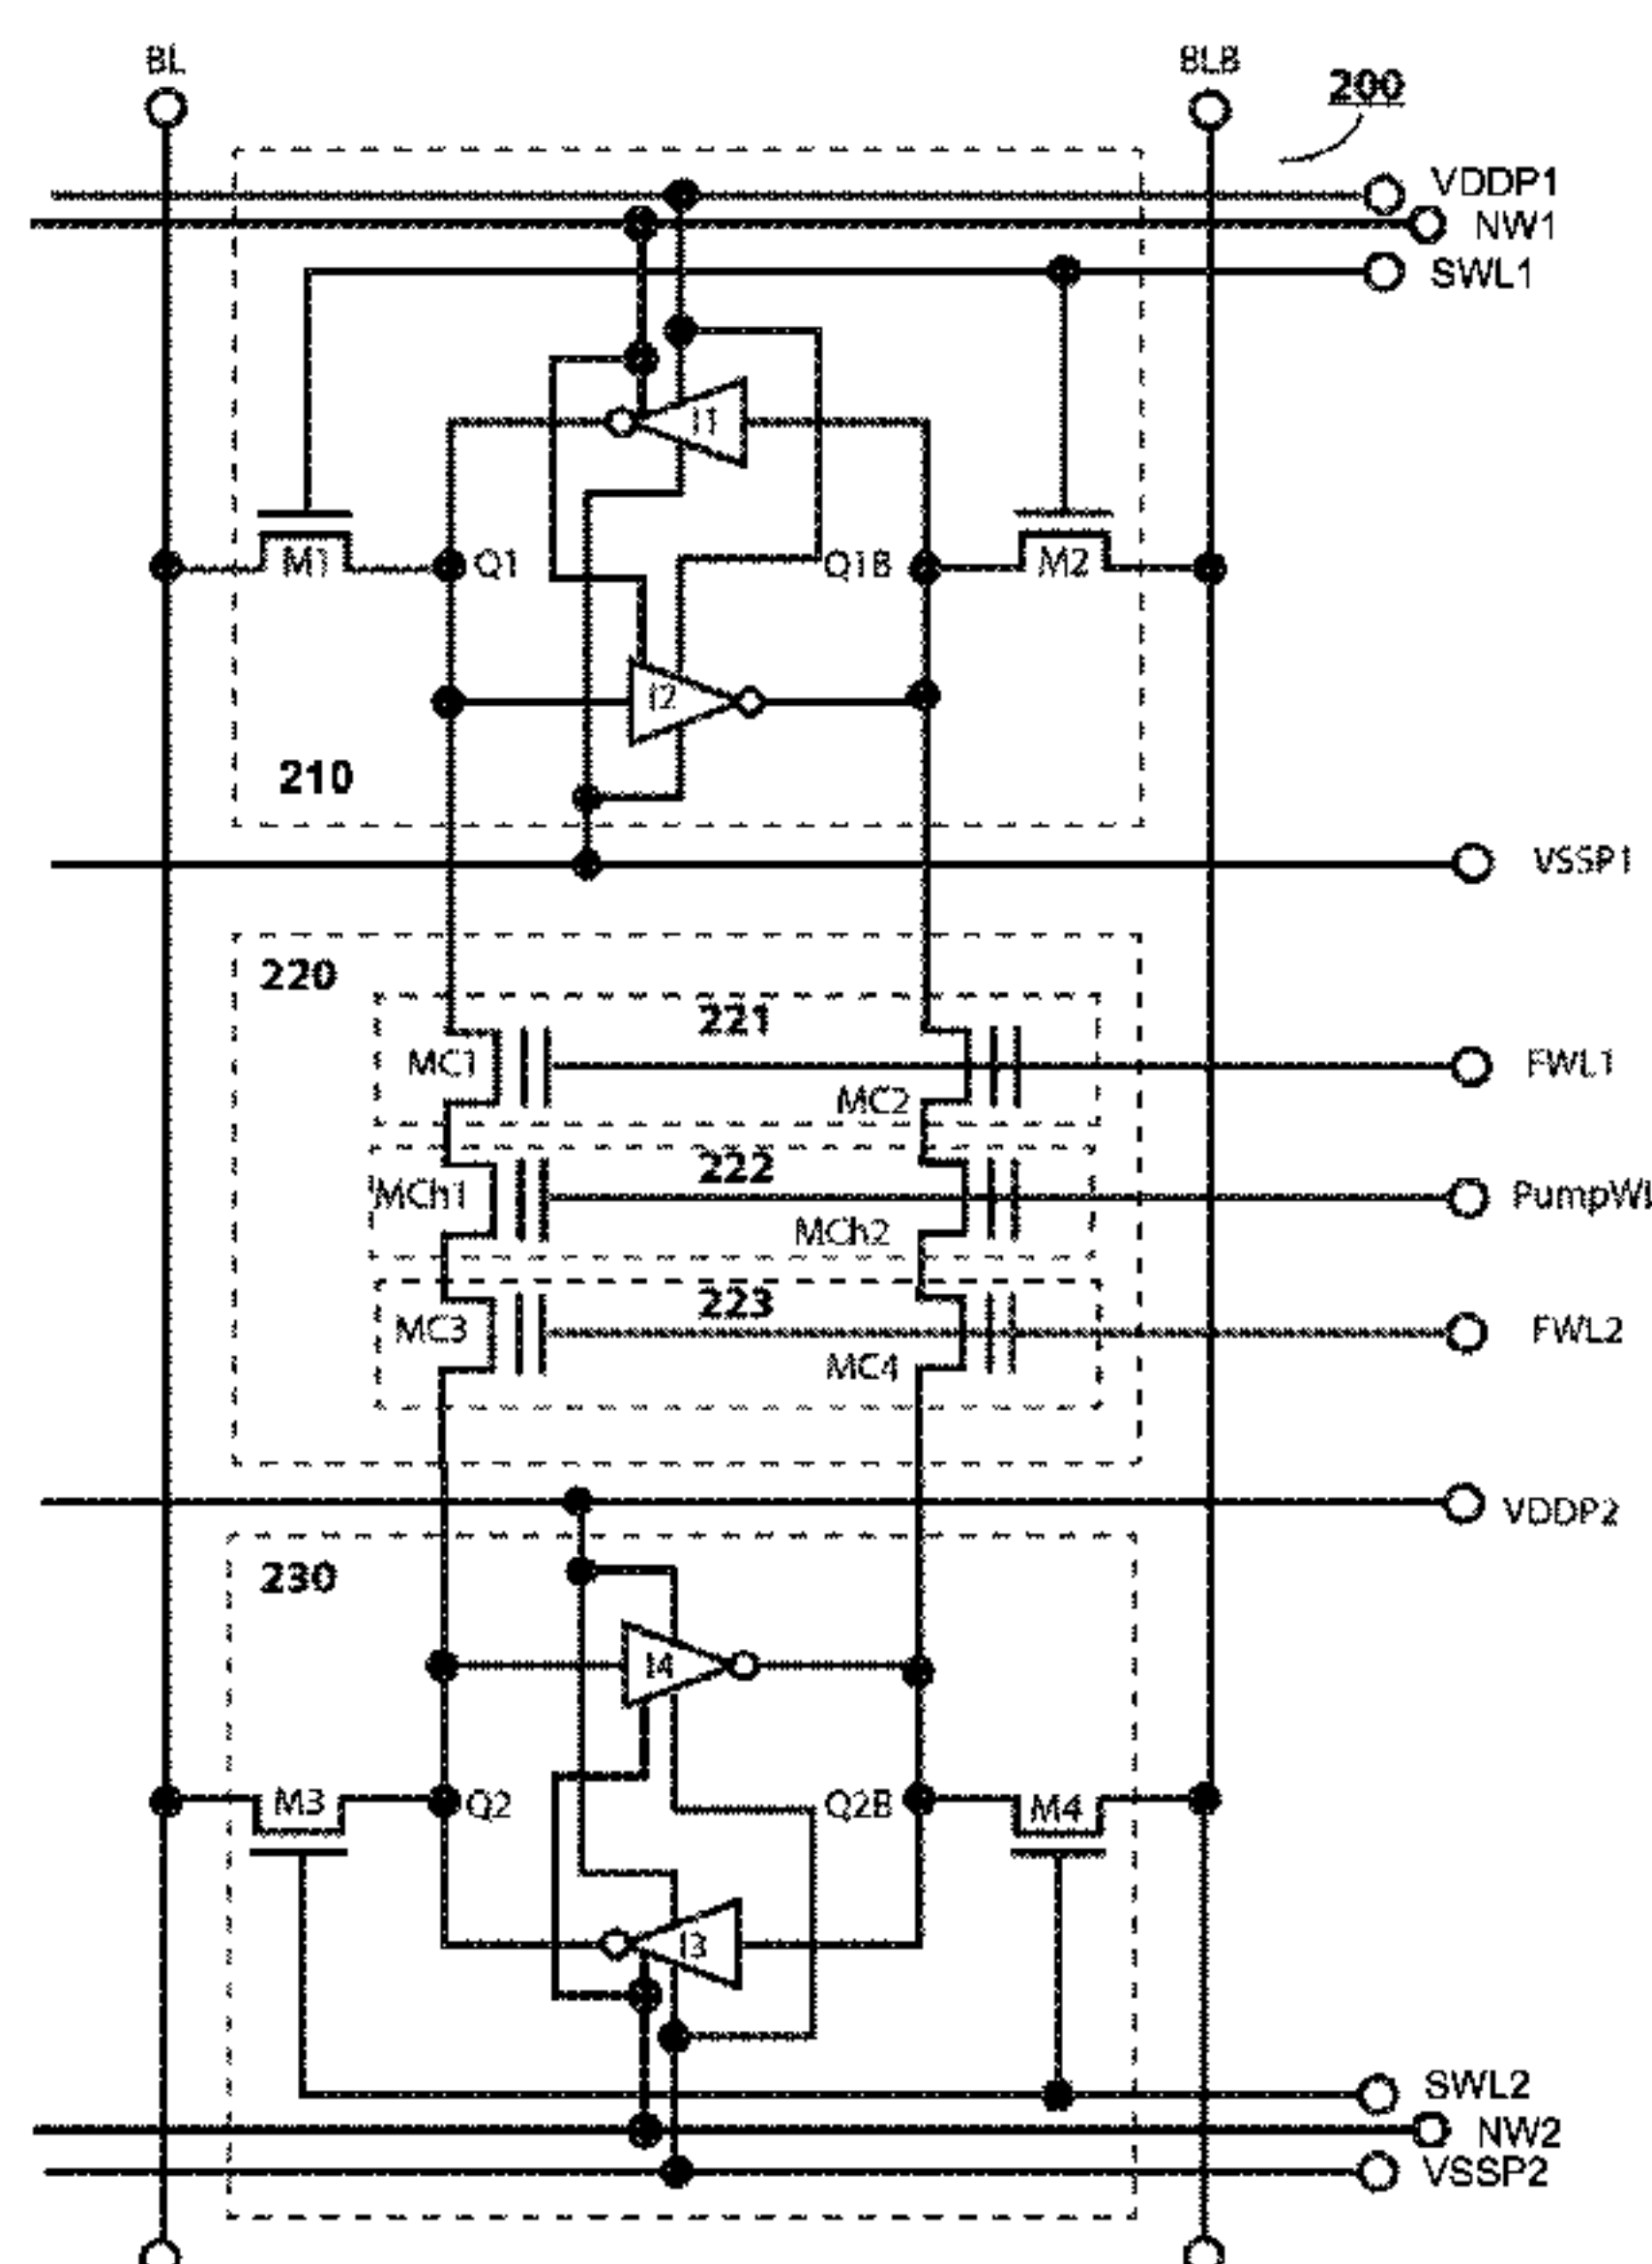 BL
BLB
200
VDDP1
NW1
SWL1
I1
M1
Q1
Q1B
M2
I2
210
VSSP1
220
221
MC1
FWL1
MC2
222
MCh1
PumpWL
MCh2
223
MC3
FWL2
MC4
VDDP2
230
I4
M3
Q2
Q2B
M4
I3
SWL2
NW2
VSSP2